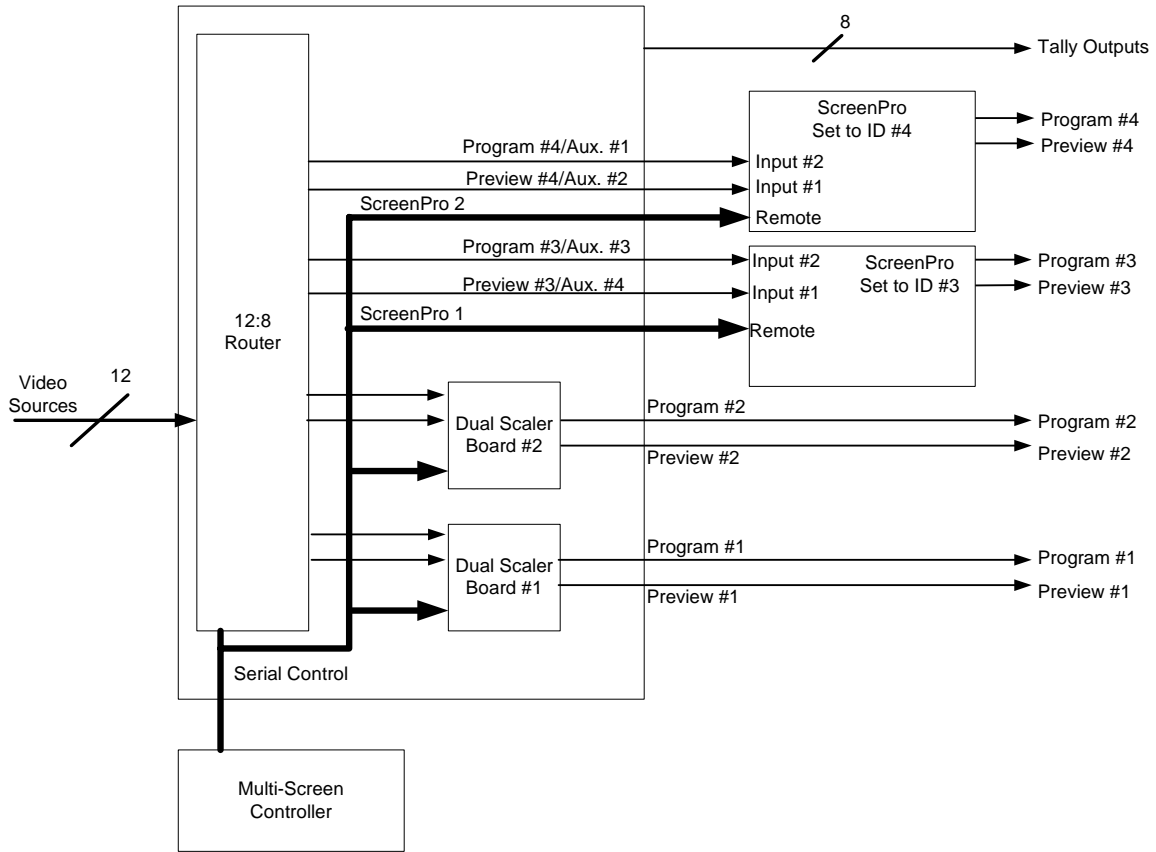 8
Tally Outputs
ScreenPro
Set to ID #4
Program #4
Preview #4
Program #4/Aux. #1
Input #2
Preview #4/Aux. #2
Input #1
ScreenPro 2
Remote
Program #3/Aux. #3
Input #2
ScreenPro
Set to ID #3
Program #3
Preview #3
Preview #3/Aux. #4
Input #1
ScreenPro 1
Remote
12:8
Router
Video
Sources
12
Dual Scaler
Board #2
Program #2
Preview #2
Program #2
Preview #2
Dual Scaler
Board #1
Program #1
Preview #1
Program #1
Preview #1
Serial Control
Multi-Screen
Controller